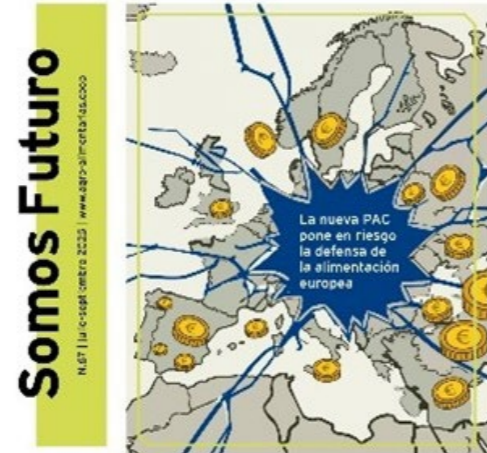 Somos Futuro
N.67 | julio-septiembre 2025 | www.agro-alimentarias.coop
La nueva PAC
pone en riesgo
la defensa de
la alimentación
europea